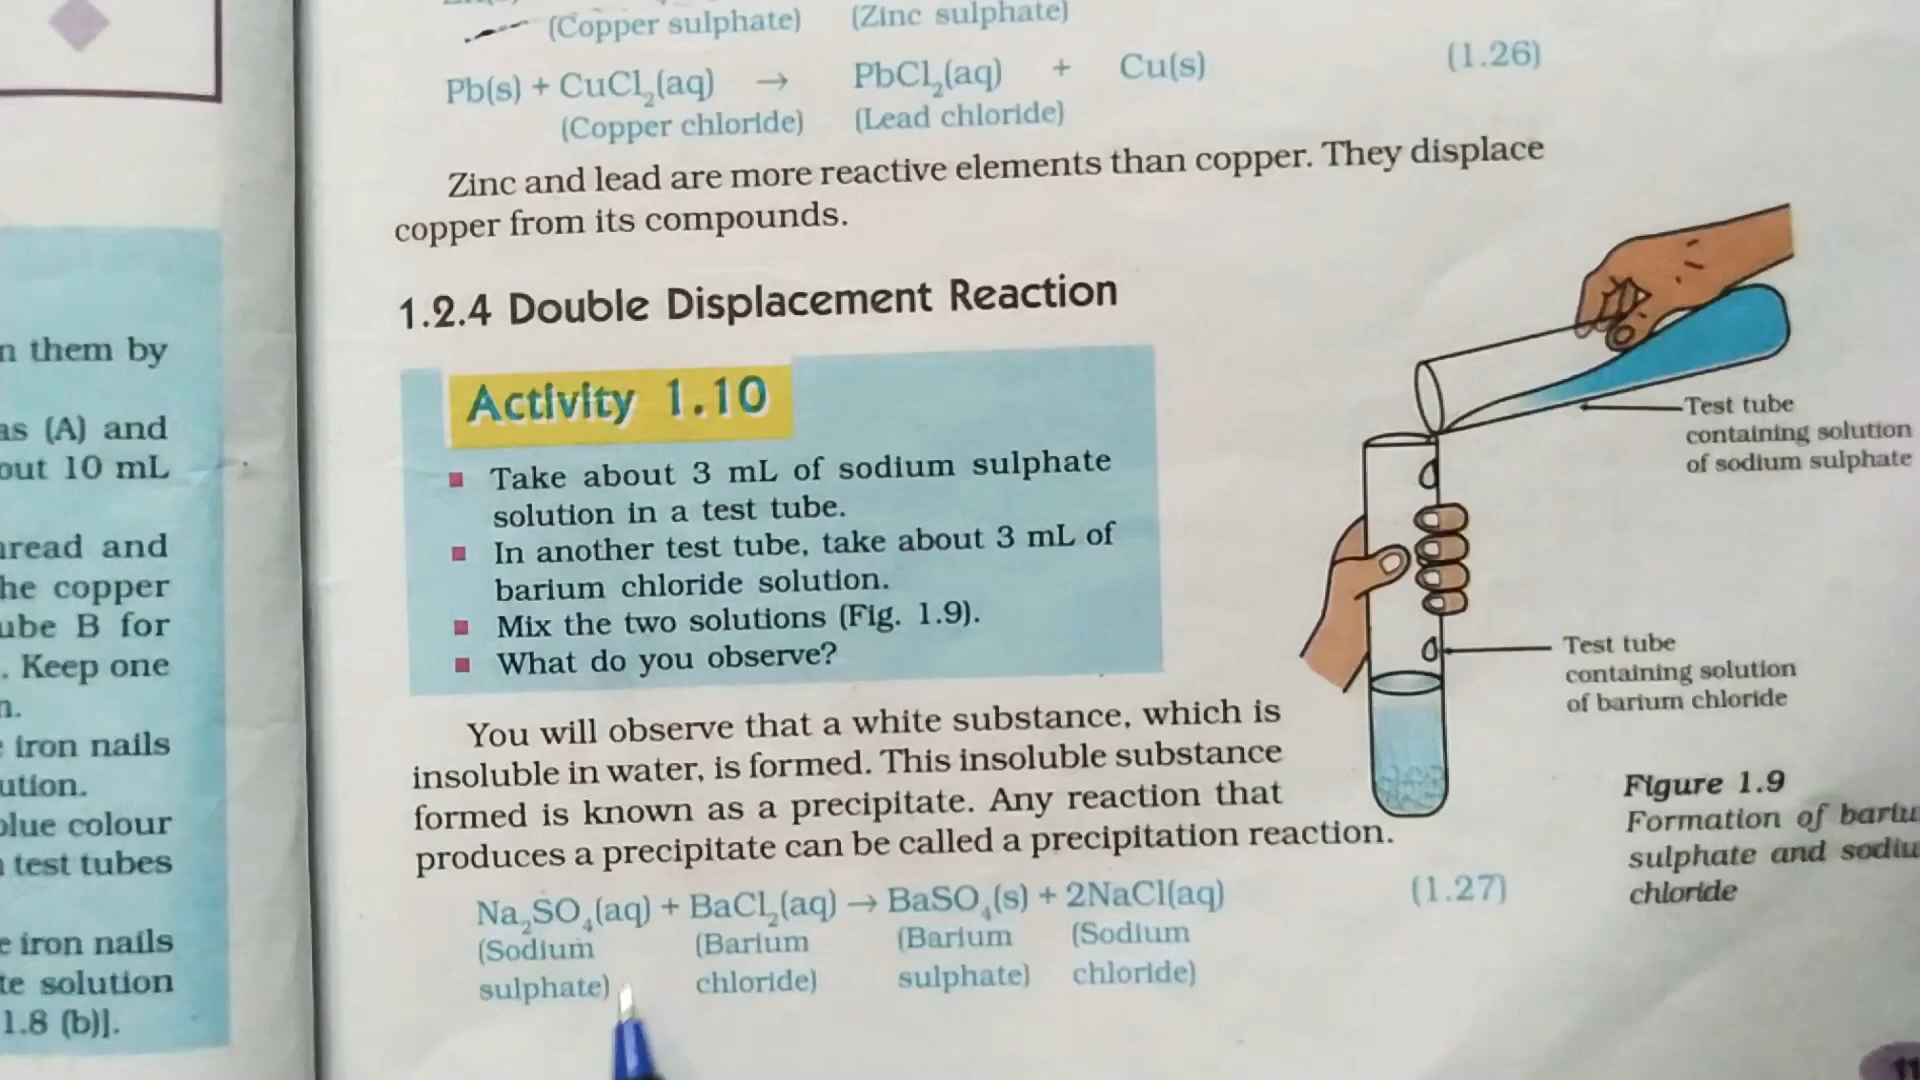 n them by
as (A) and
out 10 mL
hread and
he copper
ube B for
. Keep one
n.
e iron nails
ution.
blue colour
test tubes
e iron nails
te solution
1.8 (b)].
(Copper sulphate) (Zinc sulphate)
Pb(s) + CuCl₂(aq) → PbCl₂(aq) + Cu(s) (1.26)
(Copper chloride) (Lead chloride)
Zinc and lead are more reactive elements than copper. They displace
copper from its compounds.
1.2.4 Double Displacement Reaction
Activity 1.10
■ Take about 3 mL of sodium sulphate
solution in a test tube.
■ In another test tube, take about 3 mL of
barium chloride solution.
■ Mix the two solutions (Fig. 1.9).
■ What do you observe?
You will observe that a white substance, which is
insoluble in water, is formed. This insoluble substance
formed is known as a precipitate. Any reaction that
produces a precipitate can be called a precipitation reaction.
Na₂SO₄(aq) + BaCl₂(aq) → BaSO₄(s) + 2NaCl(aq) (1.27)
(Sodium (Barium (Barium (Sodium
sulphate) chloride) sulphate) chloride)
Test tube
containing solution
of sodium sulphate
Test tube
containing solution
of barium chloride
Figure 1.9
Formation of bariu
sulphate and sodiu
chloride
11